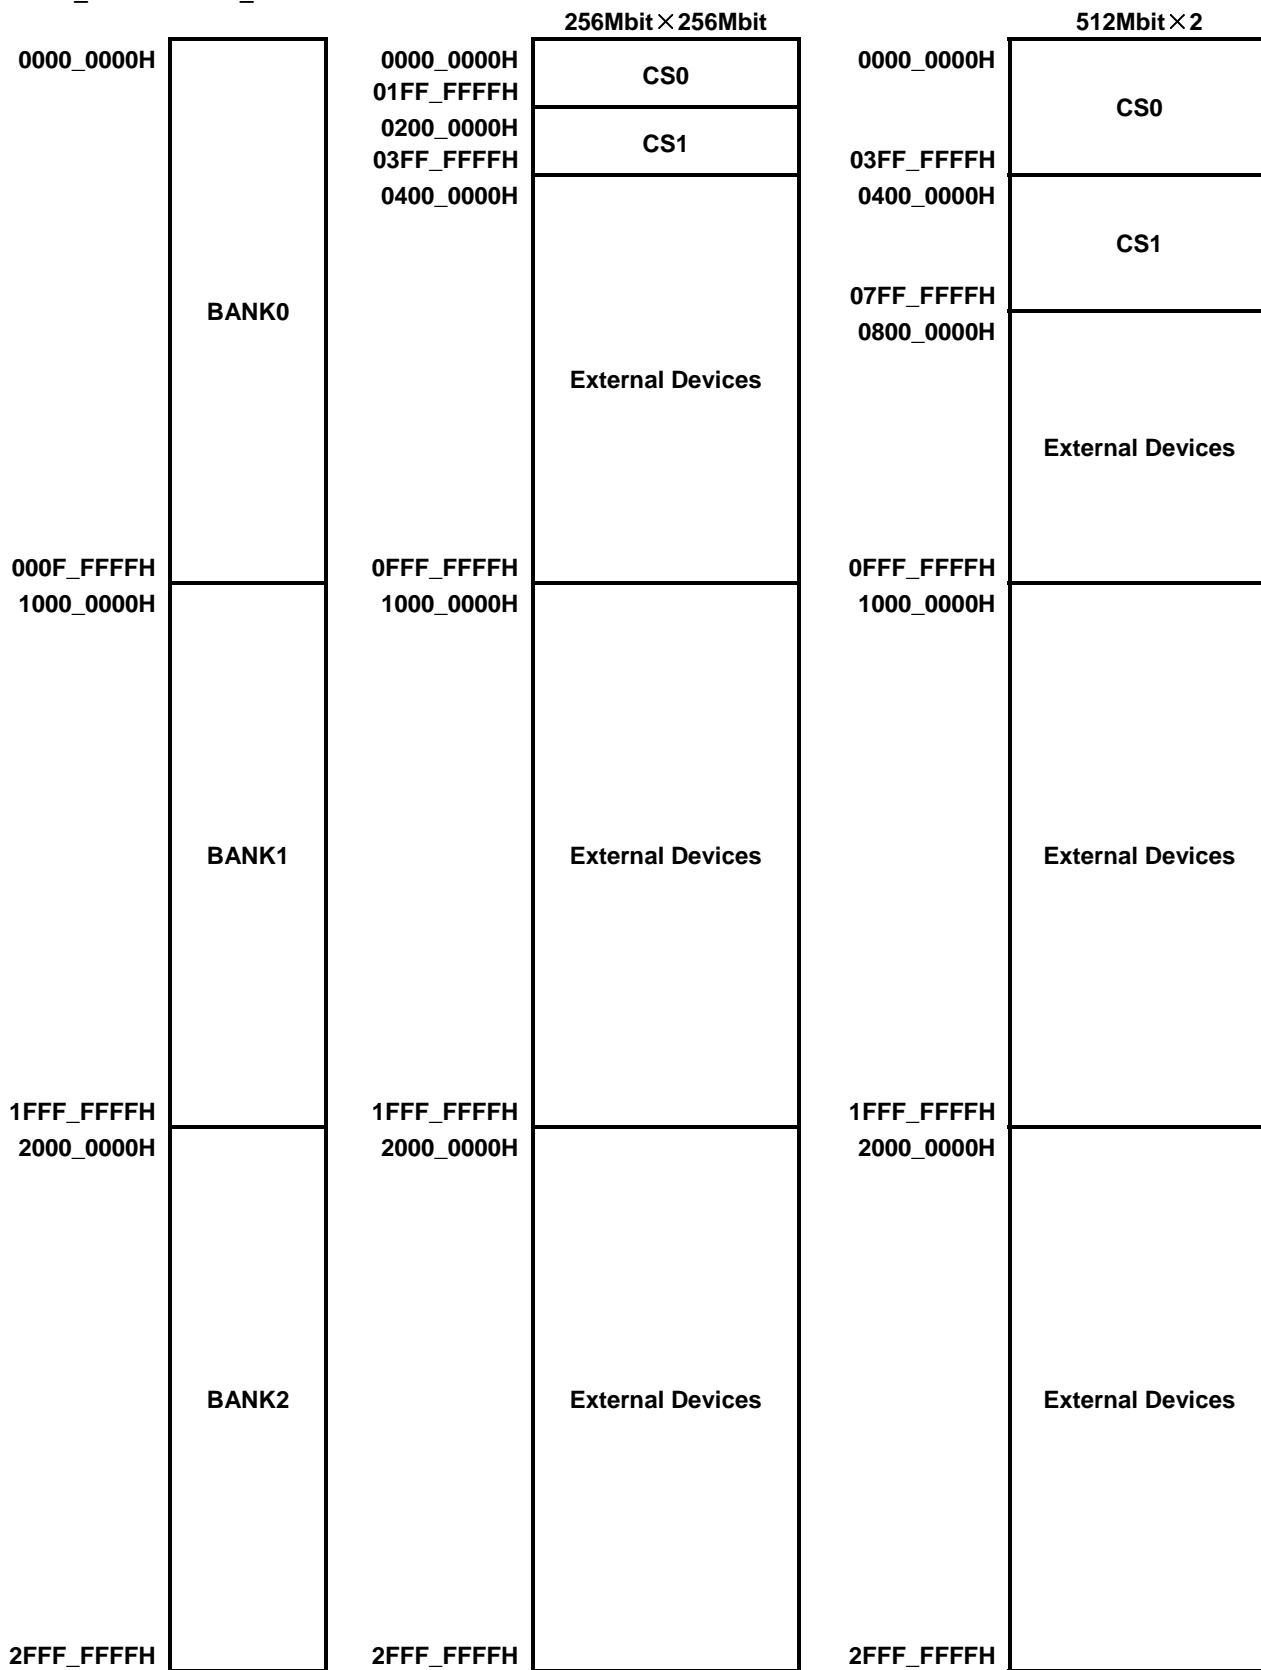 256Mbit×256Mbit 512Mbit×2
0000_0000H 0000_0000H CS0 0000_0000H
01FF_FFFFH CS0
0200_0000H CS1
03FF_FFFFH 03FF_FFFFH
0400_0000H 0400_0000H
CS1
BANK0 07FF_FFFFH
0800_0000H
External Devices
External Devices
000F_FFFFH 0FFF_FFFFH 0FFF_FFFFH
1000_0000H 1000_0000H 1000_0000H
BANK1 External Devices External Devices
1FFF_FFFFH 1FFF_FFFFH 1FFF_FFFFH
2000_0000H 2000_0000H 2000_0000H
BANK2 External Devices External Devices
2FFF_FFFFH 2FFF_FFFFH 2FFF_FFFFH